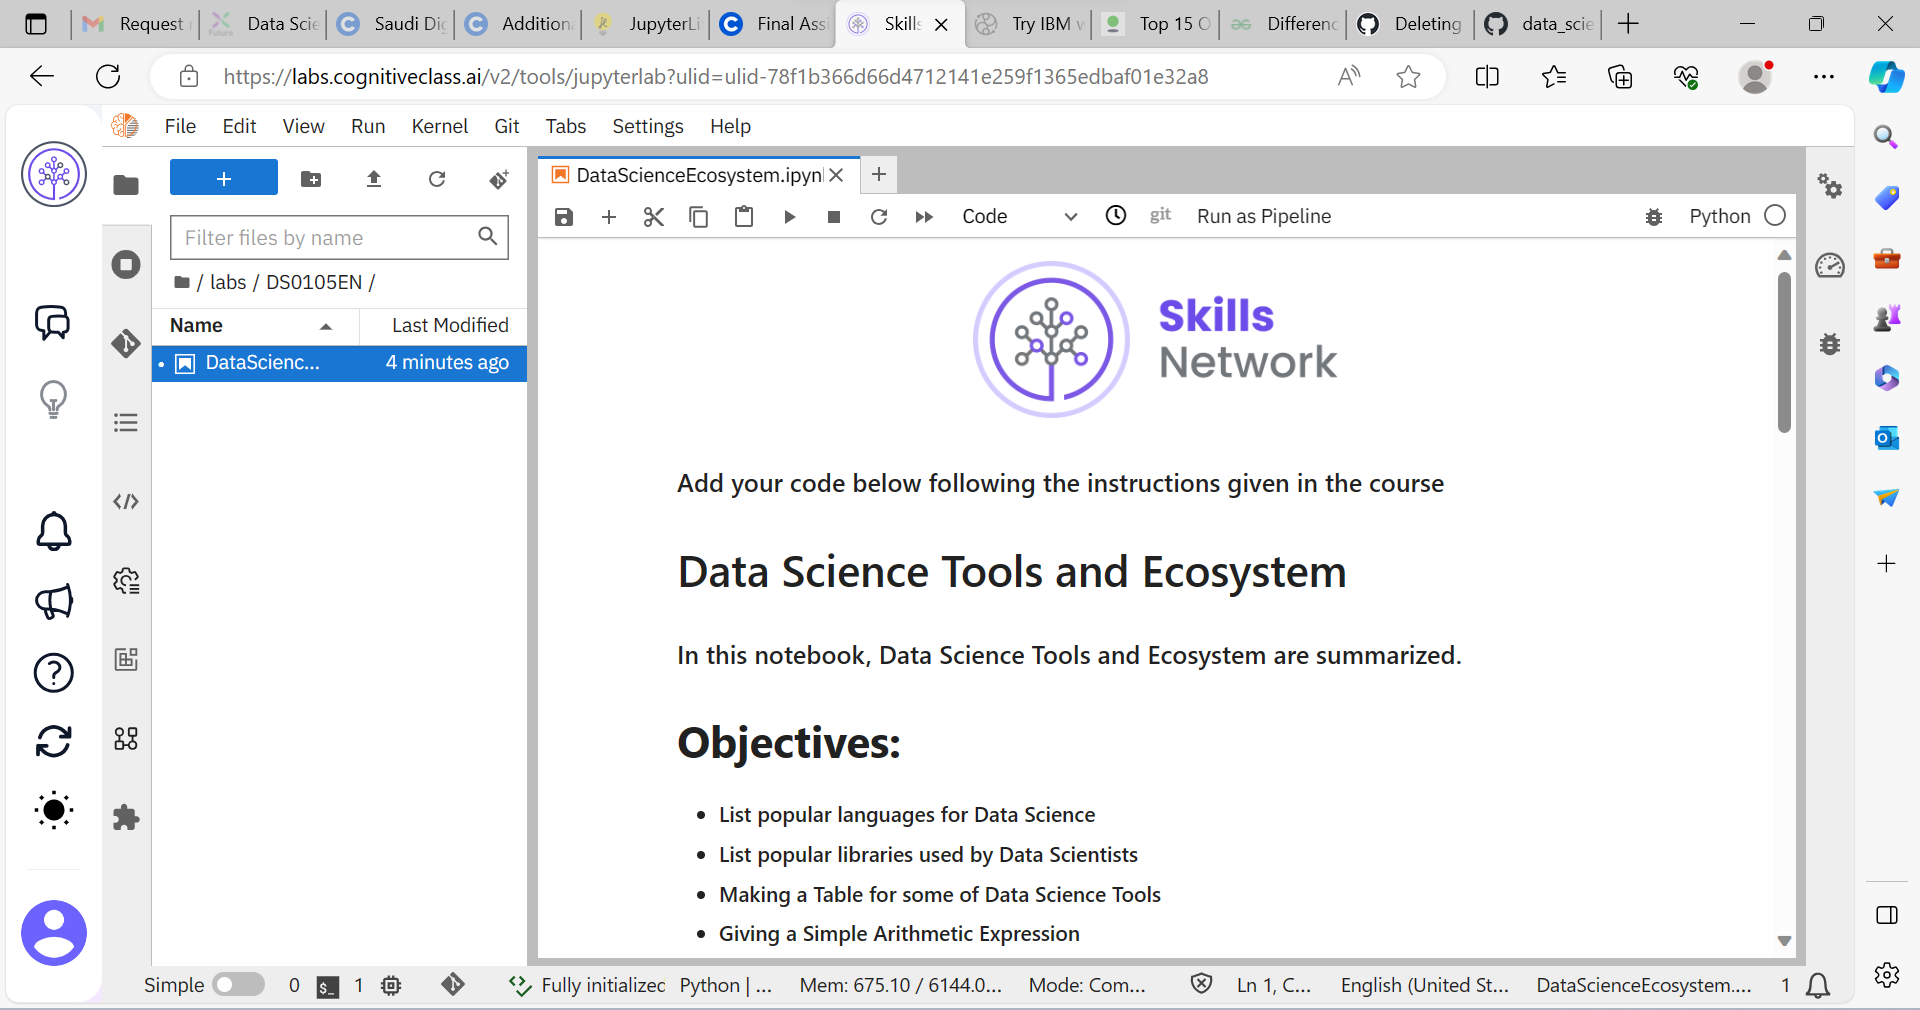 Request
Data Scie
Saudi Dig
Additiona
JupyterLi
Final Assi
Skills
Try IBM w
Top 15 O
Differenc
Deleting
data_scie
https://labs.cognitiveclass.ai/v2/tools/jupyterlab?ulid=ulid-78f1b366d66d4712141e259f1365edbaf01e32a8
File Edit View Run Kernel Git Tabs Settings Help
DataScienceEcosystem.ipyn
Code git Run as Pipeline Python
Filter files by name
/ labs / DS0105EN /
Name Last Modified
DataScienc... 4 minutes ago
Skills
Network
Add your code below following the instructions given in the course
Data Science Tools and Ecosystem
In this notebook, Data Science Tools and Ecosystem are summarized.
Objectives:
• List popular languages for Data Science
• List popular libraries used by Data Scientists
• Making a Table for some of Data Science Tools
• Giving a Simple Arithmetic Expression
Simple 0 $_ 1 Fully initialized Python | ... Mem: 675.10 / 6144.0... Mode: Com... Ln 1, C... English (United St... DataScienceEcosystem.... 1